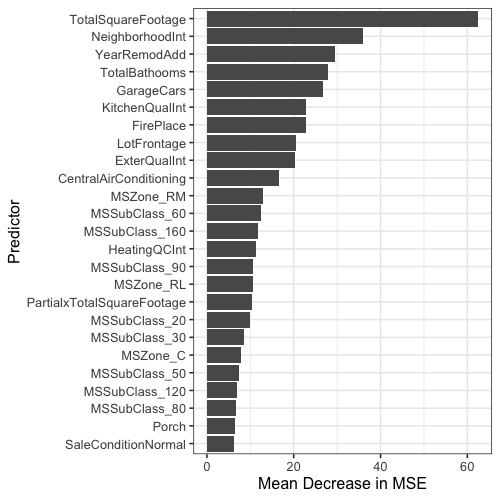 TotalSquareFootage
NeighborhoodInt
YearRemodAdd
TotalBathooms
GarageCars
KitchenQualInt
FirePlace
LotFrontage
ExterQualInt
CentralAirConditioning
MSZone_RM
MSSubClass_60
MSSubClass_160
HeatingQCInt
MSSubClass_90
MSZone_RL
PartialxTotalSquareFootage
MSSubClass_20
MSSubClass_30
MSZone_C
MSSubClass_50
MSSubClass_120
MSSubClass_80
Porch
SaleConditionNormal
Predictor
0 20 40 60
Mean Decrease in MSE